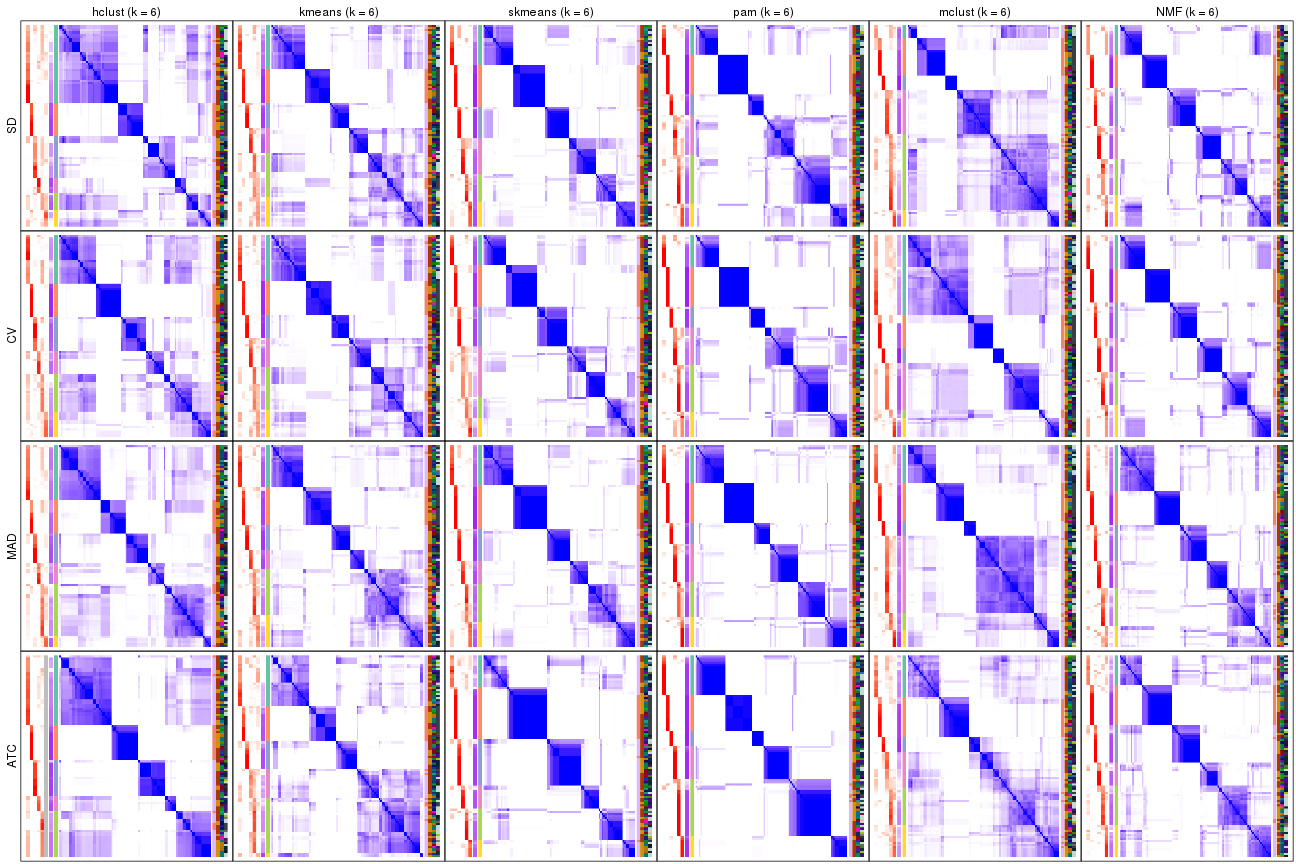 hclust (k = 6) kmeans (k = 6) skmeans (k = 6) pam (k = 6) mclust (k = 6) NMF (k = 6)
SD
CV
MAD
ATC